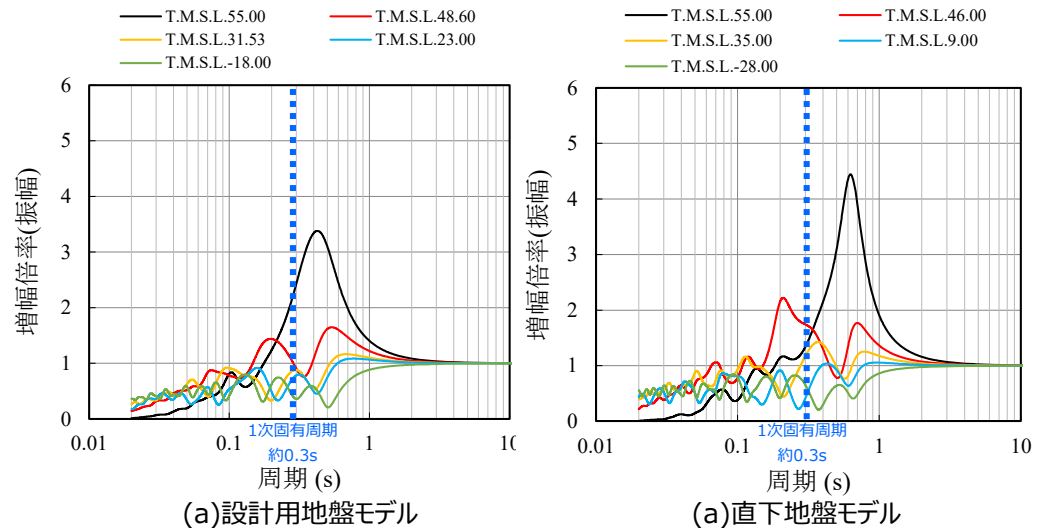 T.M.S.L.55.00 T.M.S.L.48.60
T.M.S.L.31.53 T.M.S.L.23.00
T.M.S.L.-18.00
6
5
4
3
2
1
0
増幅倍率(振幅)
0.01 0.1 1 10
1次固有周期
約0.3s
周期 (s)
(a)設計用地盤モデル
T.M.S.L.55.00 T.M.S.L.46.00
T.M.S.L.35.00 T.M.S.L.9.00
T.M.S.L.-28.00
6
5
4
3
2
1
0
増幅倍率(振幅)
0.01 0.1 1 10
1次固有周期
約0.3s
周期 (s)
(a)直下地盤モデル